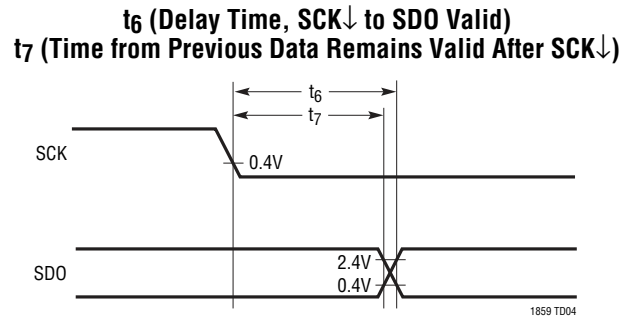 t6 (Delay Time, SCK↓ to SDO Valid)
t7 (Time from Previous Data Remains Valid After SCK↓)
t6
t7
SCK
0.4V
SDO
2.4V
0.4V
1859 TD04